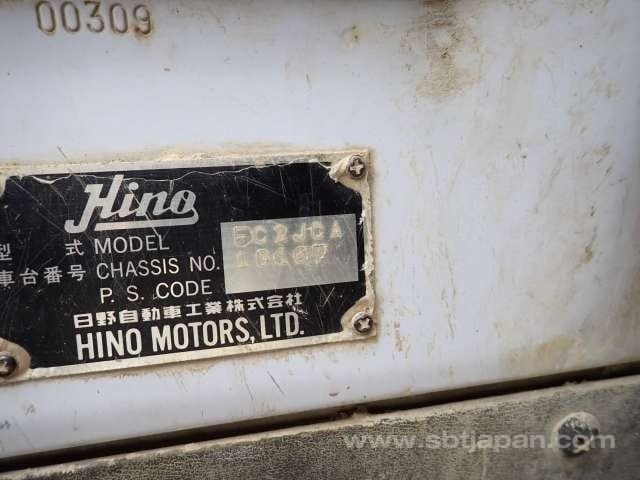 00309
Hino
型 式 MODEL
車台番号 CHASSIS NO.
P. S. CODE
日野自動車工業株式会社
HINO MOTORS, LTD.
www.sbtjapan.com